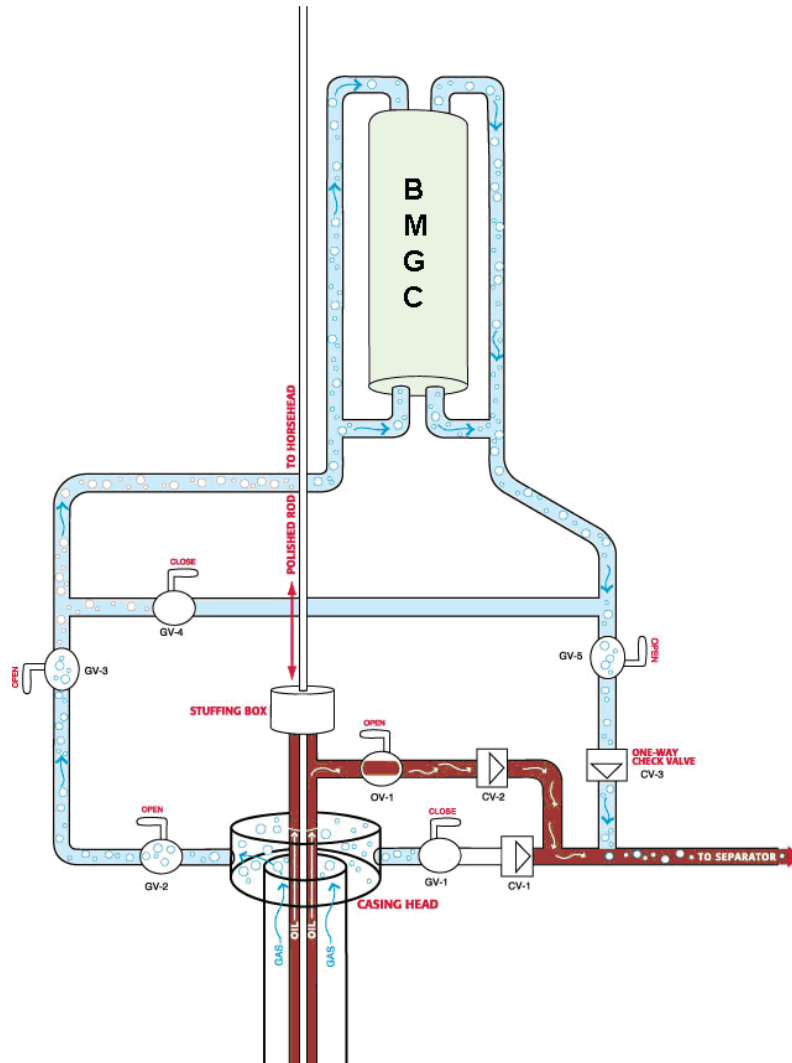 B
M
G
C
TO HORSEHEAD
POLISHED ROD
CLOSE
GV-4
OPEN
GV-3
GV-5
OPEN
STUFFING BOX
OPEN
OV-1
CV-2
ONE-WAY
CHECK VALVE
CV-3
OPEN
GV-2
CLOSE
GV-1
CV-1
TO SEPARATOR
CASING HEAD
GAS
OIL
OIL
GAS